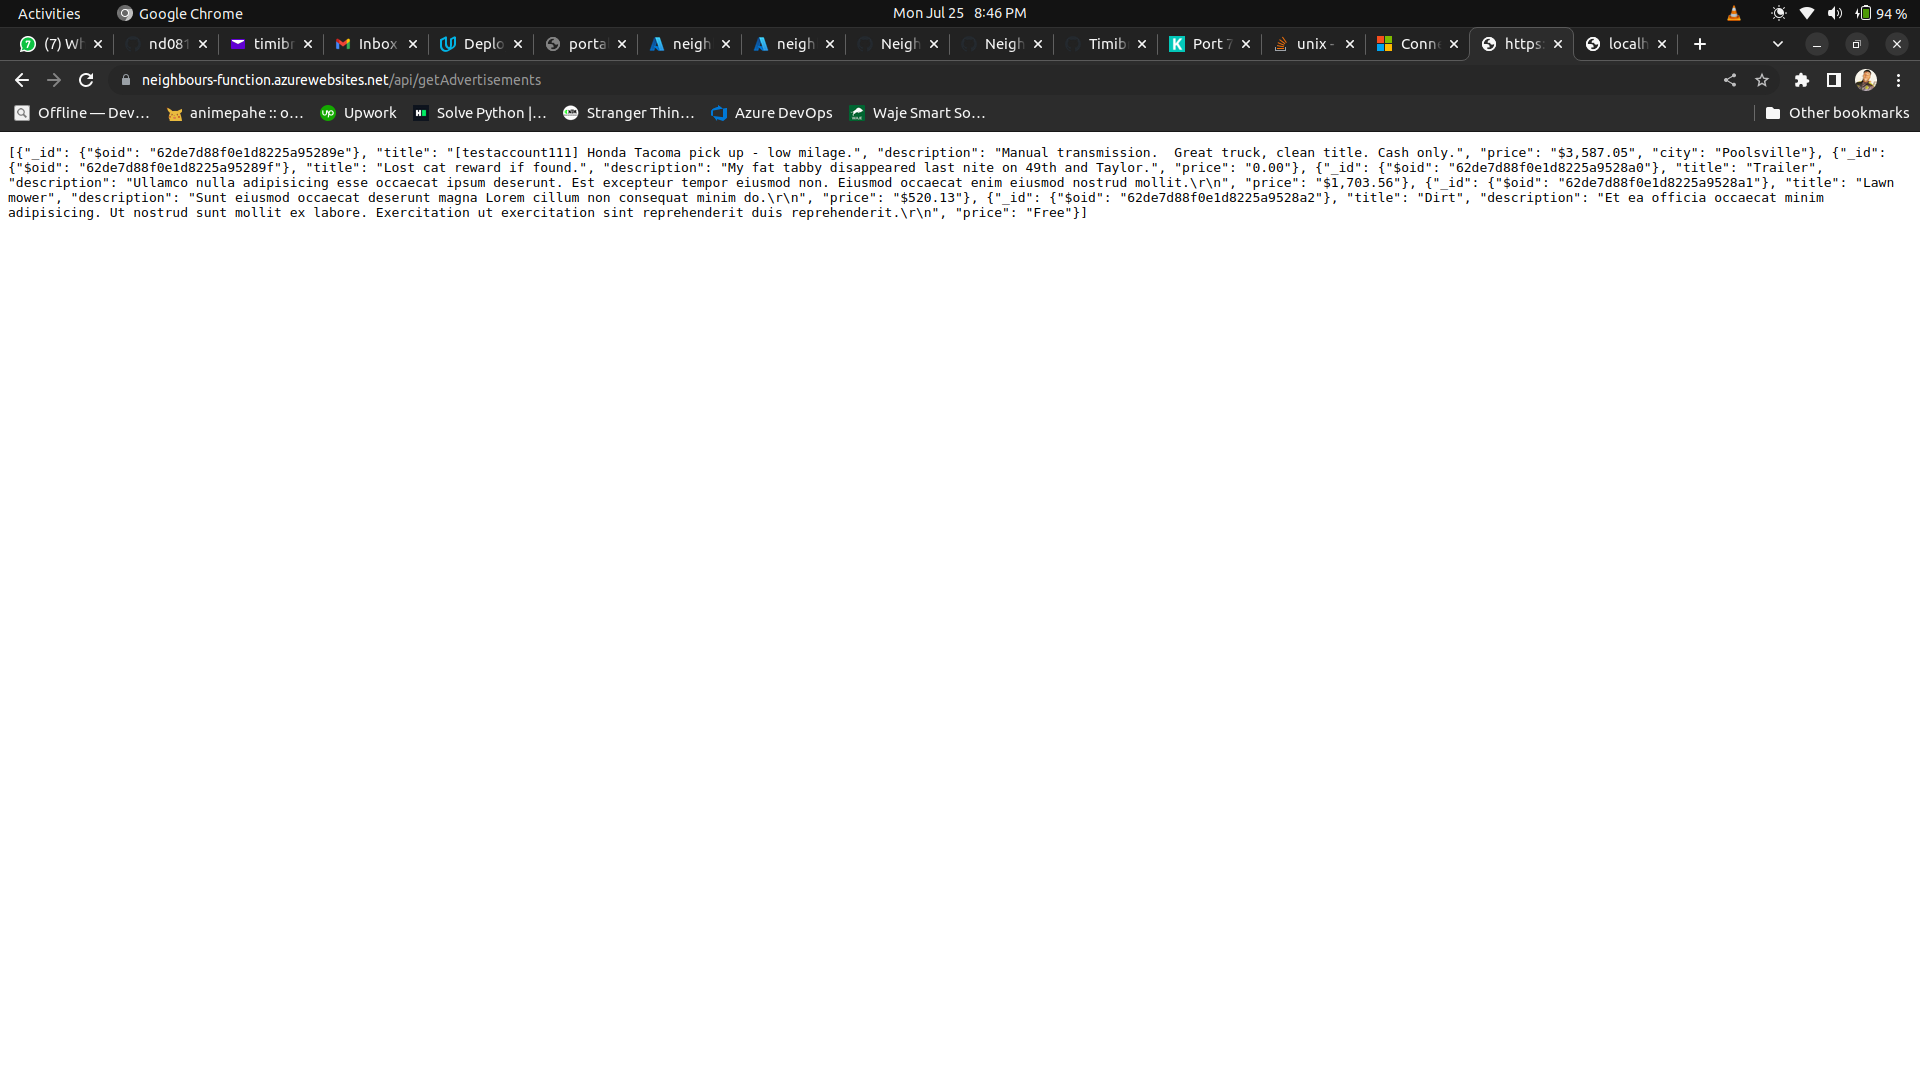 Activities Google Chrome Mon Jul 25 8:46 PM 94 %
(7) Wh nd081 timibr Inbox Deplo porta neigh neigh Neigh Neigh Timib Port 7 unix - Conne https: localh
neighbours-function.azurewebsites.net/api/getAdvertisements
Offline — Dev… animepahe :: o… Upwork Solve Python |… Stranger Thin… Azure DevOps Waje Smart So… Other bookmarks
[{"_id": {"$oid": "62de7d88f0e1d8225a95289e"}, "title": "[testaccount111] Honda Tacoma pick up - low milage.", "description": "Manual transmission.  Great truck, clean title. Cash only.", "price": "$3,587.05", "city": "Poolsville"}, {"_id":
{"$oid": "62de7d88f0e1d8225a95289f"}, "title": "Lost cat reward if found.", "description": "My fat tabby disappeared last nite on 49th and Taylor.", "price": "0.00"}, {"_id": {"$oid": "62de7d88f0e1d8225a9528a0"}, "title": "Trailer",
"description": "Ullamco nulla adipisicing esse occaecat ipsum deserunt. Est excepteur tempor eiusmod non. Eiusmod occaecat enim eiusmod nostrud mollit.\r\n", "price": "$1,703.56"}, {"_id": {"$oid": "62de7d88f0e1d8225a9528a1"}, "title": "Lawn
mower", "description": "Sunt eiusmod occaecat deserunt magna Lorem cillum non consequat minim do.\r\n", "price": "$520.13"}, {"_id": {"$oid": "62de7d88f0e1d8225a9528a2"}, "title": "Dirt", "description": "Et ea officia occaecat minim
adipisicing. Ut nostrud sunt mollit ex labore. Exercitation ut exercitation sint reprehenderit duis reprehenderit.\r\n", "price": "Free"}]